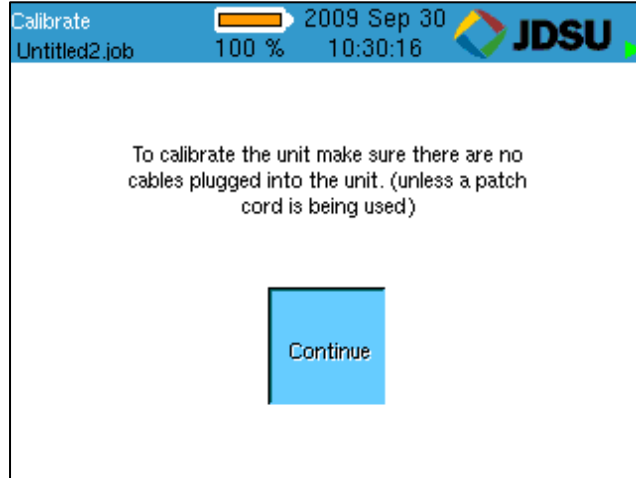 Calibrate
2009 Sep 30
JDSU
Untitled2.job
100 %
10:30:16
To calibrate the unit make sure there are no
cables plugged into the unit. (unless a patch
cord is being used)
Continue